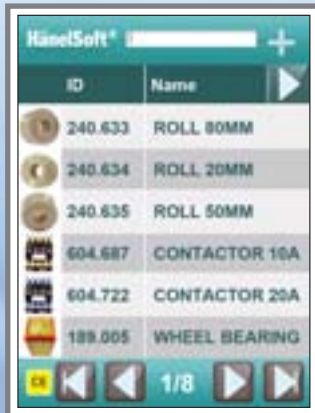 HänelSoft®
ID Name
240.633 ROLL 80MM
240.634 ROLL 20MM
240.635 ROLL 50MM
604.687 CONTACTOR 10A
604.722 CONTACTOR 20A
189.005 WHEEL BEARING
CE 1/8